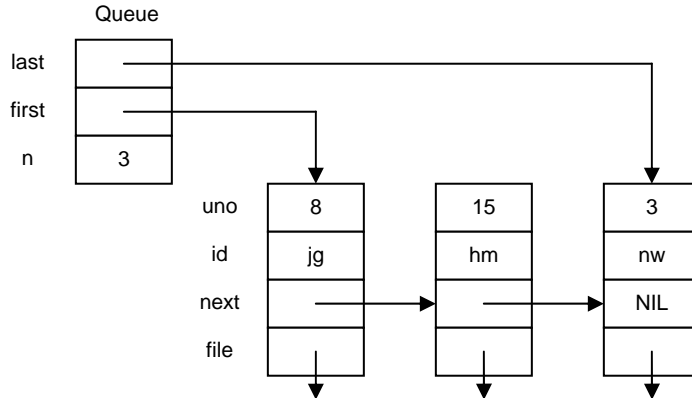 Queue
last
first
n 3
uno 8 15 3
id jg hm nw
next NIL
file